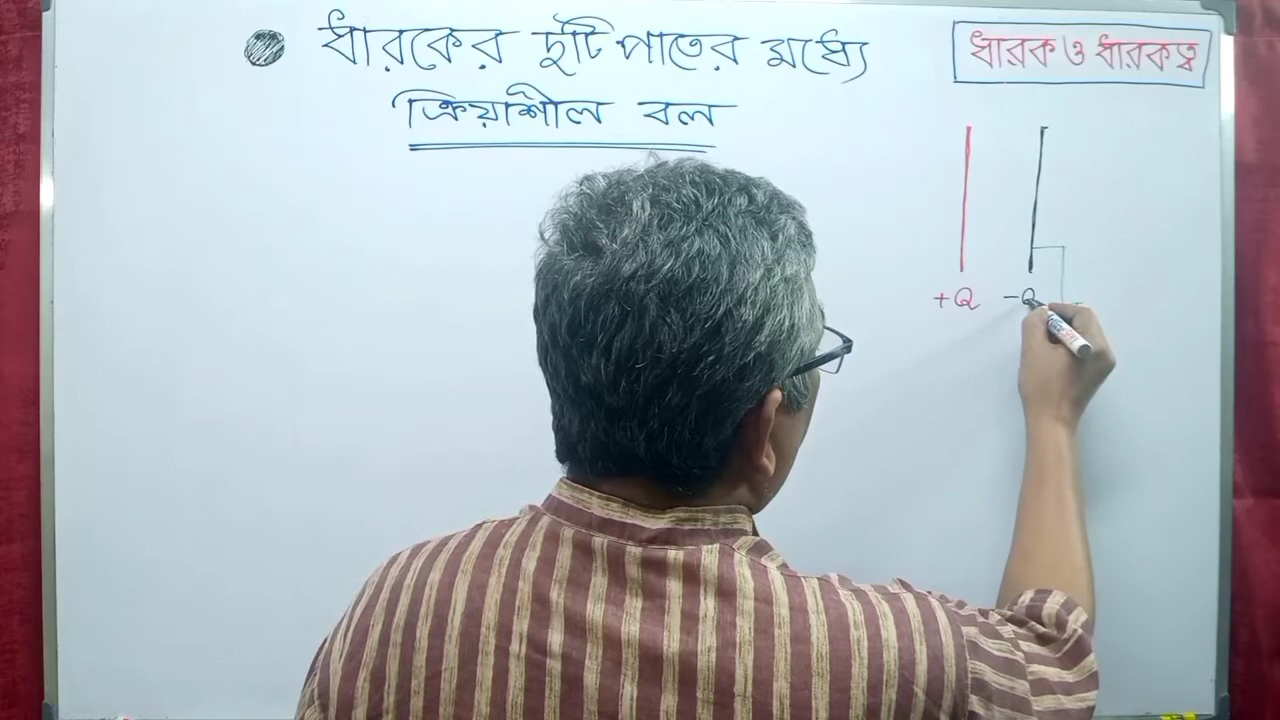 ধারকের দুটি পাতের মধ্যে
ক্রিয়াশীল বল
ধারক ও ধারকত্ব
+Q
-Q